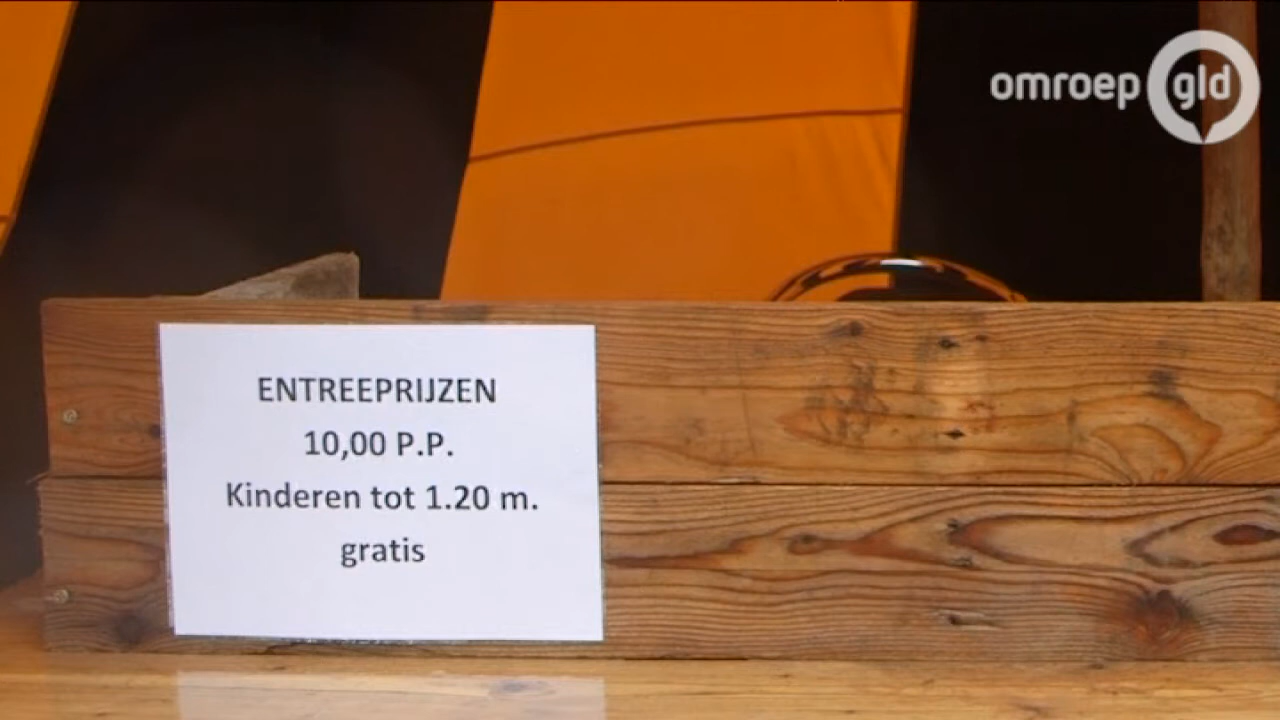 omroep gld
ENTREEPRIJZEN
10,00 P.P.
Kinderen tot 1.20 m.
gratis